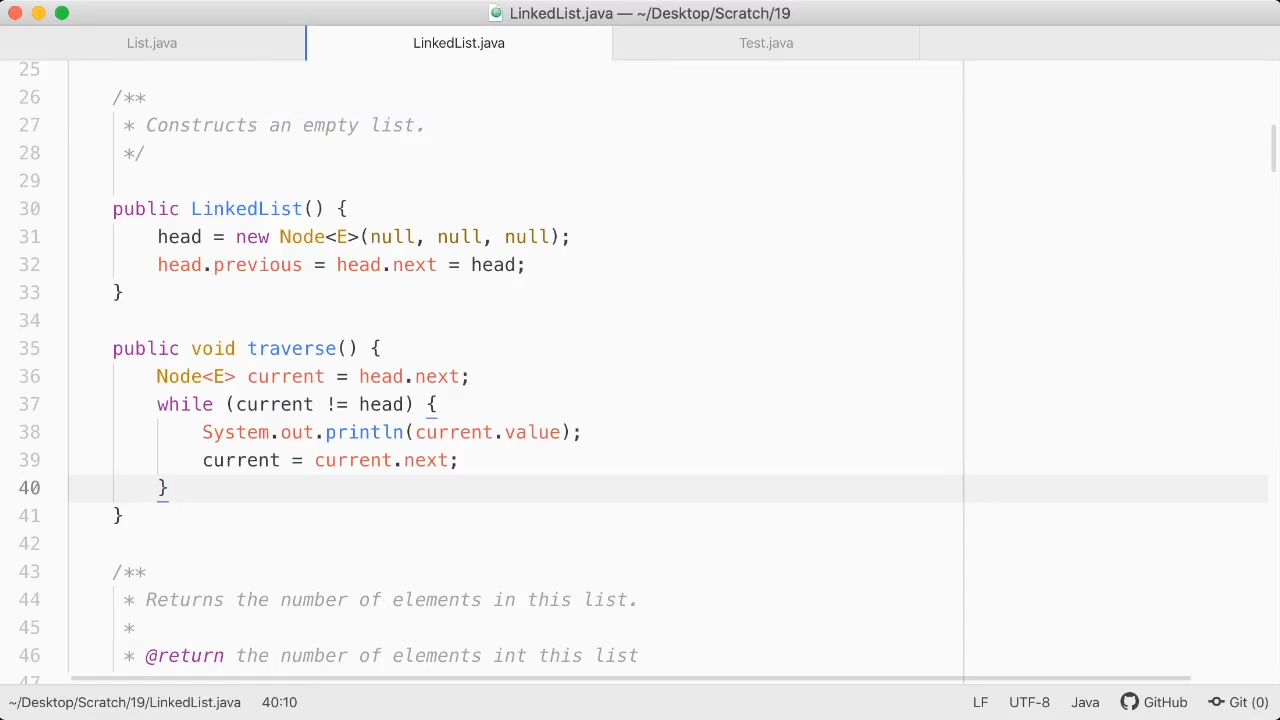 LinkedList.java — ~/Desktop/Scratch/19
List.java LinkedList.java Test.java
25
26 /**
27 * Constructs an empty list.
28 */
29
30 public LinkedList() {
31 head = new Node<E>(null, null, null);
32 head.previous = head.next = head;
33 }
34
35 public void traverse() {
36 Node<E> current = head.next;
37 while (current != head) {
38 System.out.println(current.value);
39 current = current.next;
40 }
41 }
42
43 /**
44 * Returns the number of elements in this list.
45 *
46 * @return the number of elements int this list
47
~/Desktop/Scratch/19/LinkedList.java 40:10 LF UTF-8 Java GitHub Git (0)